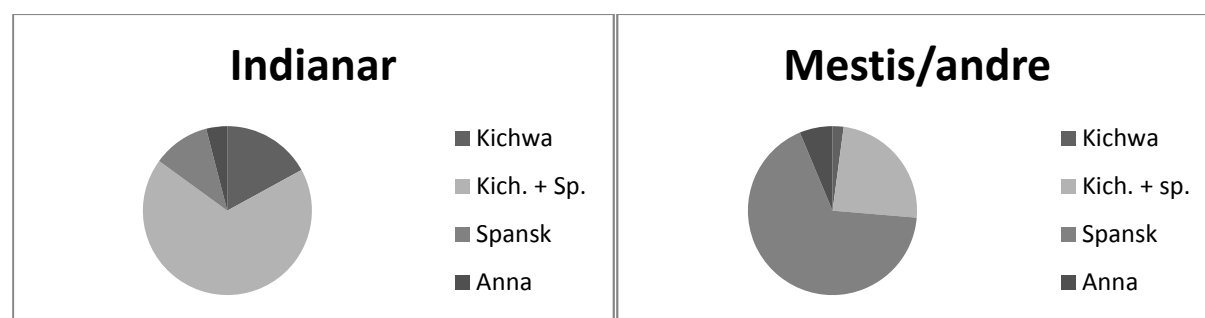 Indianar
Kichwa
Kich. + Sp.
Spansk
Anna
Mestis/andre
Kichwa
Kich. + sp.
Spansk
Anna